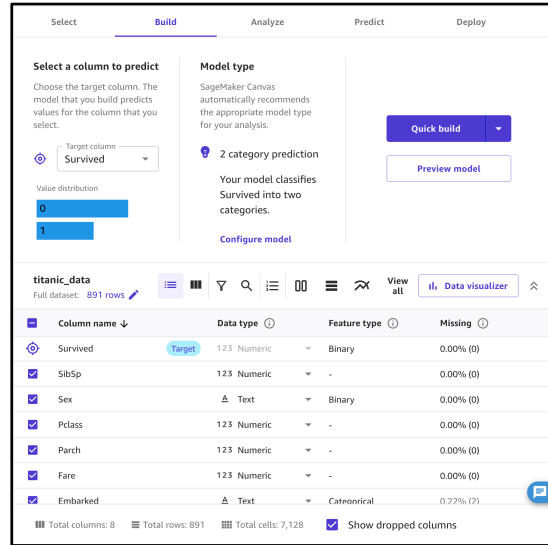 Select Build Analyze Predict Deploy
Select a column to predict
Choose the target column. The
model that you build predicts
values for the column that you
select.
Target column
Survived
Value distribution
0
1
Model type
SageMaker Canvas
automatically recommends
the appropriate model type
for your analysis.
2 category prediction
Your model classifies
Survived into two
categories.
Configure model
Quick build
Preview model
titanic_data
Full dataset: 891 rows
View
all
Data visualizer
Column name Data type Feature type Missing
Survived Target 123 Numeric Binary 0.00% (0)
SibSp 123 Numeric - 0.00% (0)
Sex A Text Binary 0.00% (0)
Pclass 123 Numeric - 0.00% (0)
Parch 123 Numeric - 0.00% (0)
Fare 123 Numeric - 0.00% (0)
Embarked A Text Categorical 0.22% (2)
Total columns: 8 Total rows: 891 Total cells: 7,128 Show dropped columns